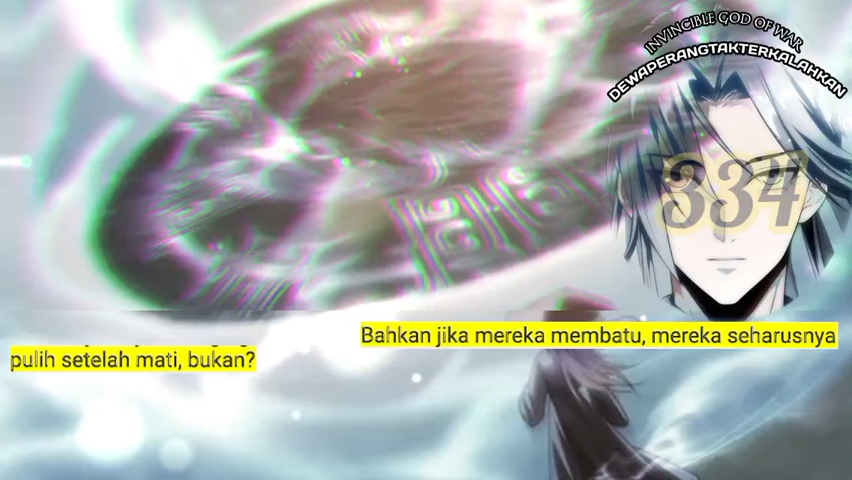 INVINCIBLE GOD OF WAR
DEWAPERANGTAKTERKALAHKAN
334
Bahkan jika mereka membatu, mereka seharusnya
pulih setelah mati, bukan?